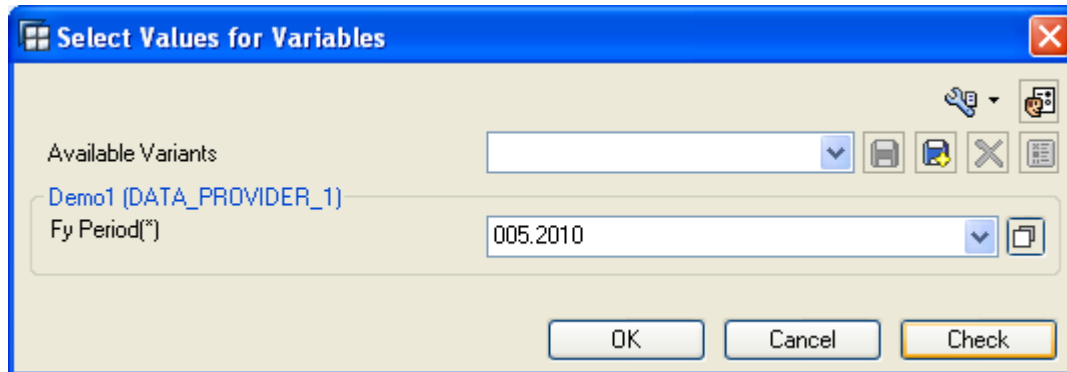 Select Values for Variables
Available Variants
Demo1 (DATA_PROVIDER_1)
Fy Period(*)
005.2010
OK
Cancel
Check